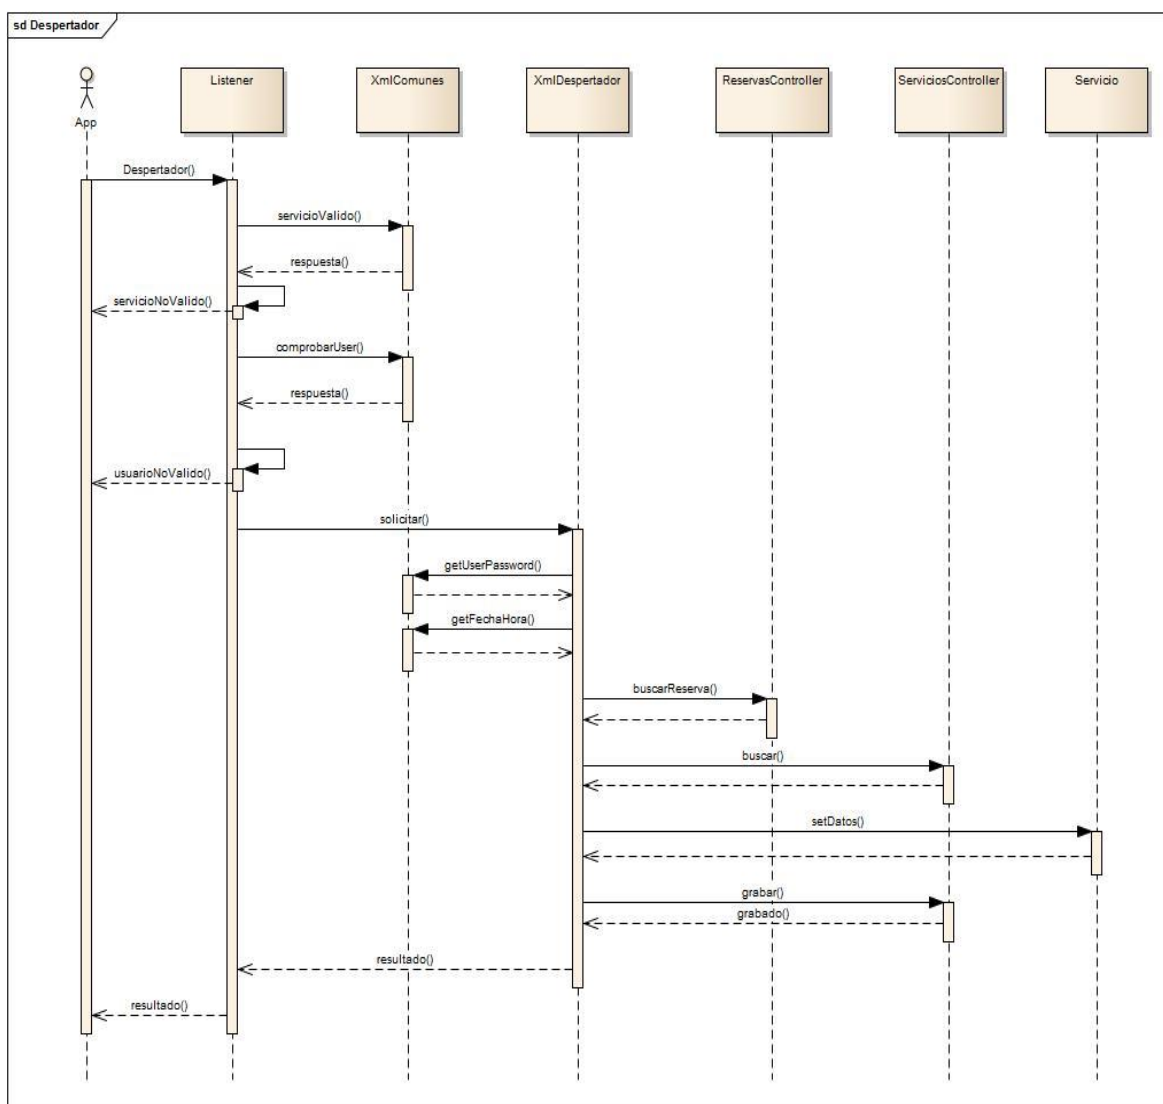 sd Despertador
App
Listener
XmlComunes
XmlDespertador
ReservasController
ServiciosController
Servicio
Despertador()
servicioValido()
respuesta()
servicioNoValido()
comprobarUser()
respuesta()
usuarioNoValido()
solicitar()
getUserPassword()
getFechaHora()
buscarReserva()
buscar()
setDatos()
grabar()
grabado()
resultado()
resultado()